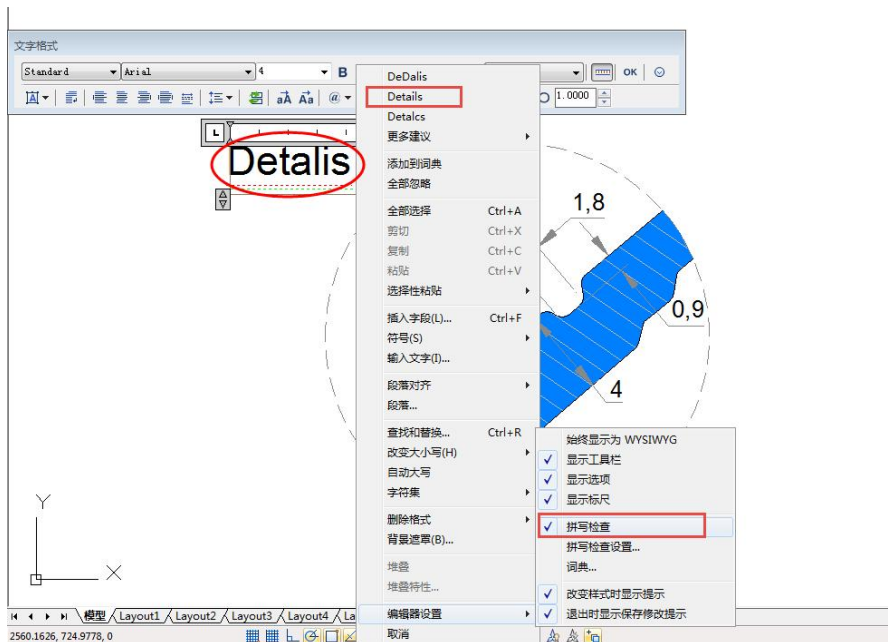 文字格式
Standard Arial 4 B OK
@ 1.0000
DeDalis
Details
Detalcs
更多建议
添加到词典
全部忽略
全部选择 Ctrl+A
剪切 Ctrl+X
复制 Ctrl+C
粘贴 Ctrl+V
选择性粘贴
插入字段(L)... Ctrl+F
符号(S)
输入文字(I)...
段落对齐
段落...
查找和替换... Ctrl+R
改变大小写(H)
自动大写
字符集
删除格式
背景遮罩(B)...
堆叠
堆叠特性...
编辑器设置
取消
始终显示为 WYSIWYG
显示工具栏
显示选项
显示标尺
拼写检查
拼写检查设置...
词典...
改变样式时显示提示
退出时显示保存修改提示
L
Detalis
1,8
0,9
4
Y
X
模型 Layout1 Layout2 Layout3 Layout4 La
2560.1626, 724.9778, 0